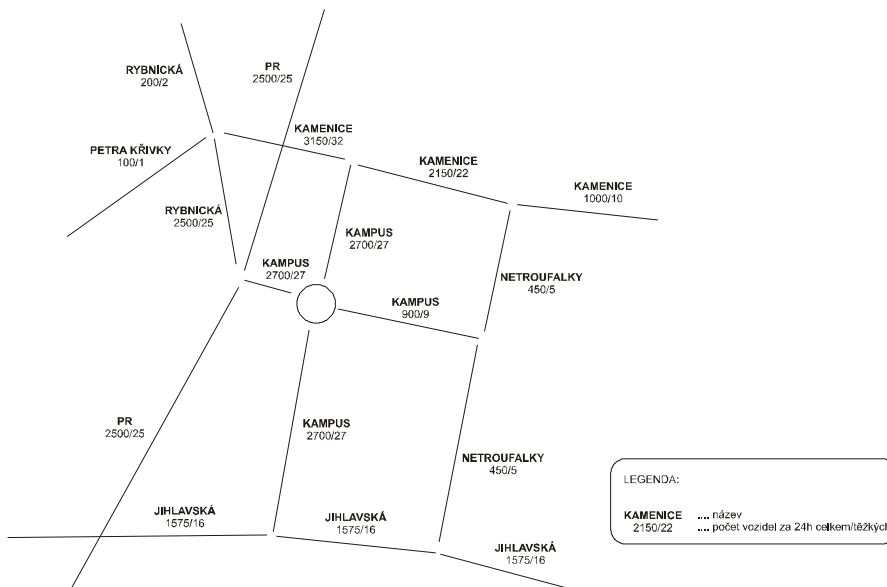 RYBNICKÁ
200/2
PR
2500/25
KAMENICE
3150/32
PETRA KŘIVKY
100/1
KAMENICE
2150/22
KAMENICE
1000/10
RYBNICKÁ
2500/25
KAMPUS
2700/27
KAMPUS
2700/27
NETROUFALKY
450/5
KAMPUS
900/9
PR
2500/25
KAMPUS
2700/27
NETROUFALKY
450/5
JIHLAVSKÁ
1575/16
JIHLAVSKÁ
1575/16
JIHLAVSKÁ
1575/16
LEGENDA:
KAMENICE .... název
2150/22 .... počet vozidel za 24h celkem/těžkých